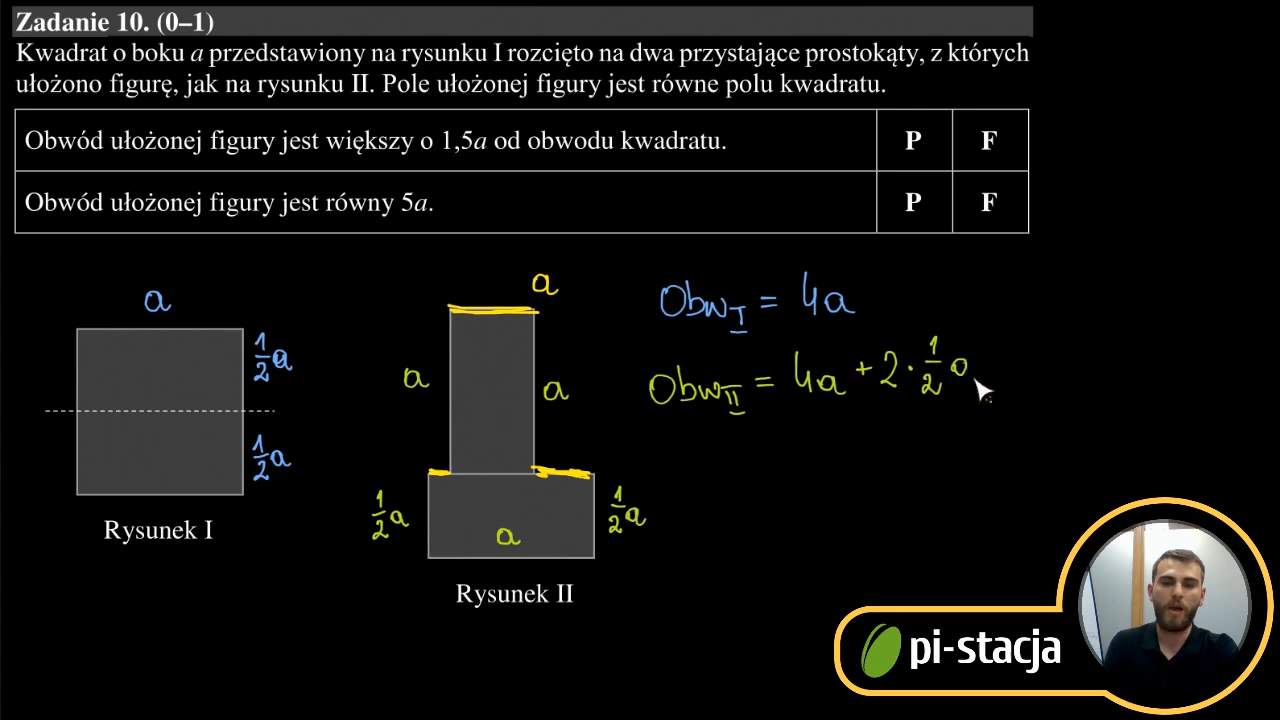 Zadanie 10. (0–1)
Kwadrat o boku a przedstawiony na rysunku I rozcięto na dwa przystające prostokąty, z których
ułożono figurę, jak na rysunku II. Pole ułożonej figury jest równe polu kwadratu.
Obwód ułożonej figury jest większy o 1,5a od obwodu kwadratu. P F
Obwód ułożonej figury jest równy 5a. P F
a
1/2 a
1/2 a
Rysunek I
a
a
a
1/2 a
a
1/2 a
Rysunek II
Obw_I = 4a
Obw_II = 4a + 2 · 1/2 a
pi-stacja